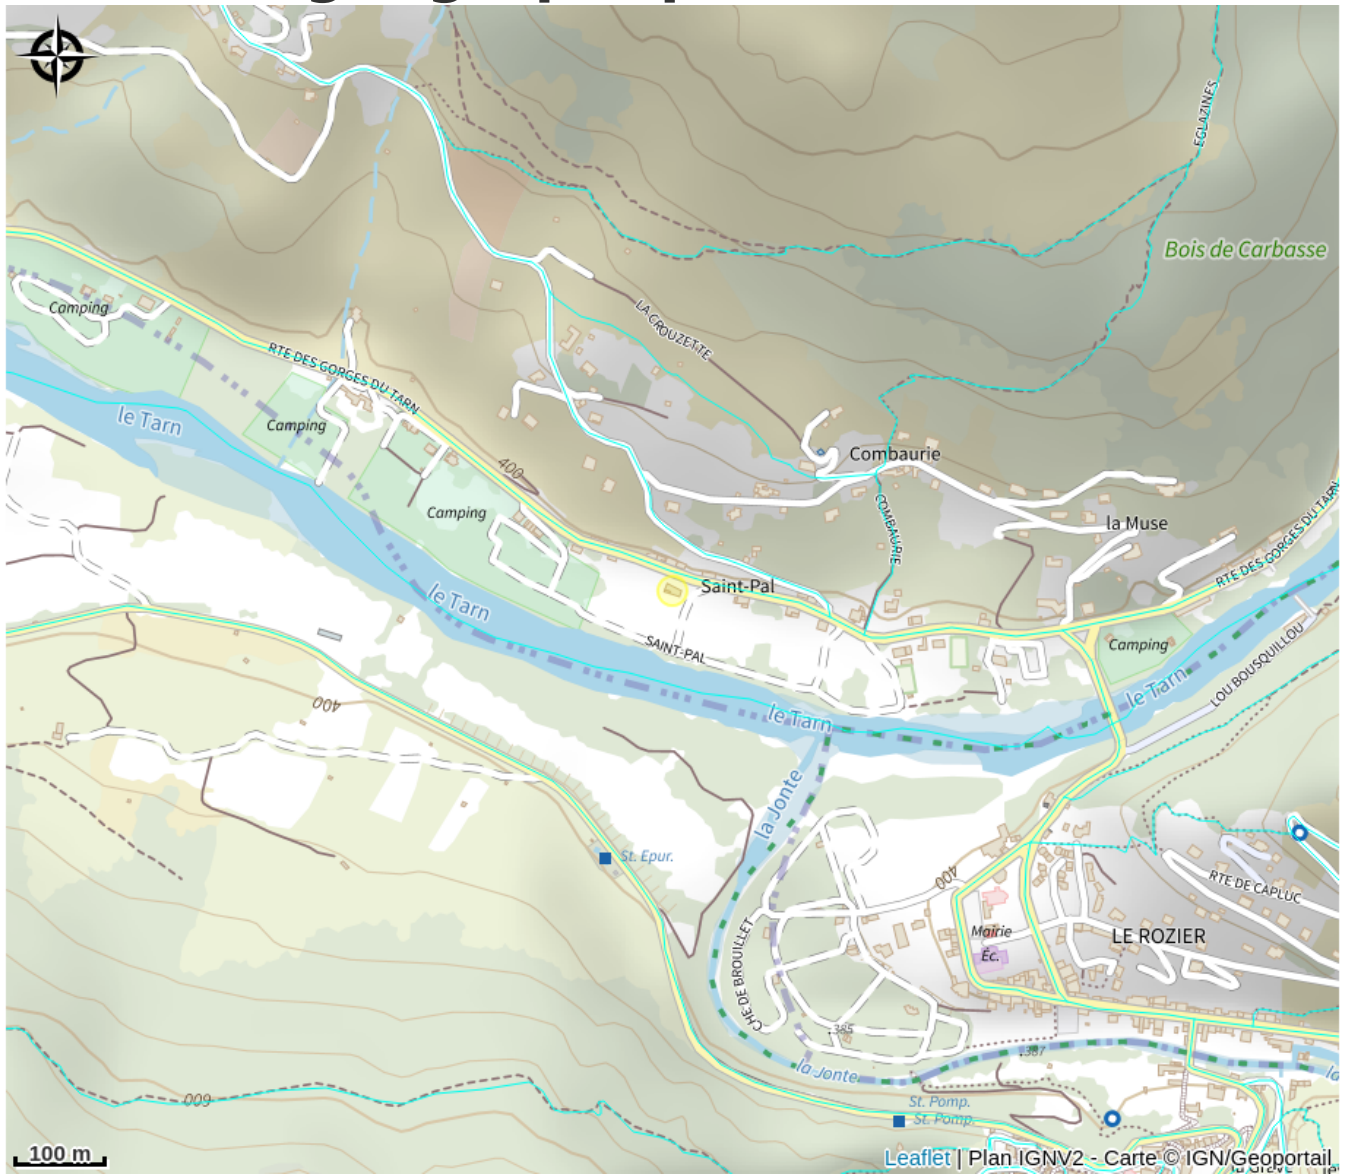 EGLAZINES
Bois de Carbasse
Camping
LA CROUZETTE
RTE DES GORGES DU TARN
le Tarn
Camping
400
Combaurie
Camping
COMBAURIE
la Muse
RTE DES GORGES DU TARN
Saint-Pal
le Tarn
SAINT-PAL
Camping
LOU BOUSQUILLOU
le Tarn
400
le Tarn
la Jonte
St. Epur.
400
RTE DE CAPLUC
Mairie
LE ROZIER
Éc.
CHE DE BROUILLET
385
387
la Jonte
la
600
St. Pomp.
St. Pomp.
100 m
Leaflet | Plan IGNV2 - Carte © IGN/Geoportail